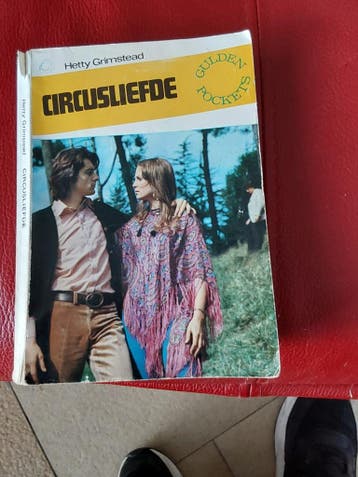 Hetty Grimstead
CIRCUSLIEFDE
GULDEN
POCKETS
Hetty Grimstead CIRCUSLIEFDE